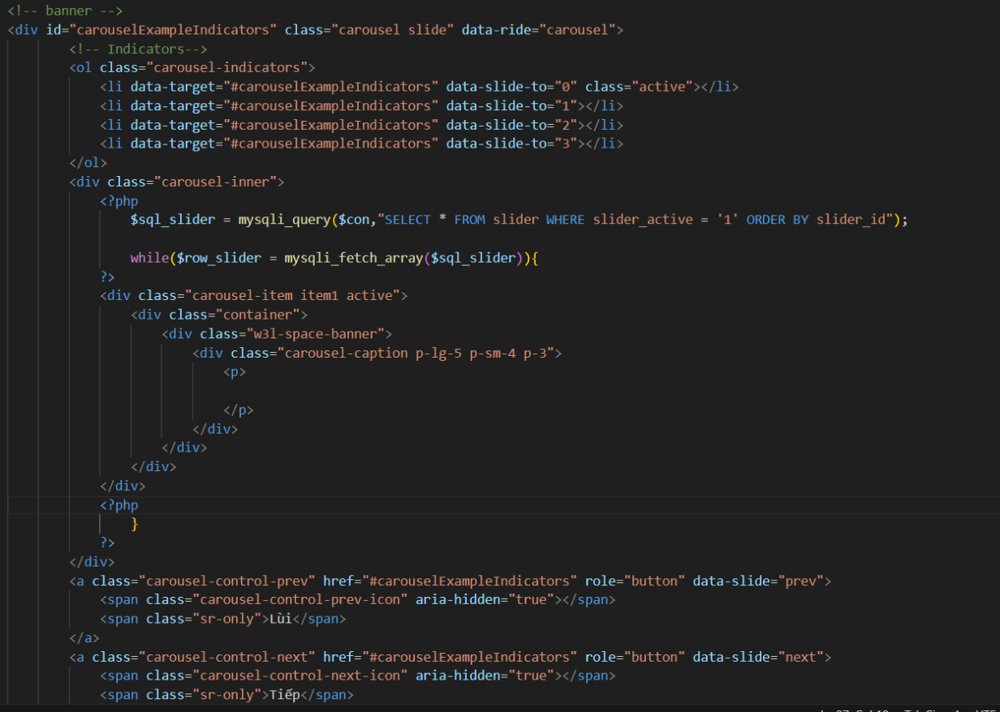 <!-- banner -->
<div id="carouselExampleIndicators" class="carousel slide" data-ride="carousel">
<!-- Indicators-->
<ol class="carousel-indicators">
<li data-target="#carouselExampleIndicators" data-slide-to="0" class="active"></li>
<li data-target="#carouselExampleIndicators" data-slide-to="1"></li>
<li data-target="#carouselExampleIndicators" data-slide-to="2"></li>
<li data-target="#carouselExampleIndicators" data-slide-to="3"></li>
</ol>
<div class="carousel-inner">
<?php
$sql_slider = mysqli_query($con,"SELECT * FROM slider WHERE slider_active = '1' ORDER BY slider_id");
while($row_slider = mysqli_fetch_array($sql_slider)){
?>
<div class="carousel-item item1 active">
<div class="container">
<div class="w3l-space-banner">
<div class="carousel-caption p-lg-5 p-sm-4 p-3">
<p>
</p>
</div>
</div>
</div>
</div>
<?php
}
?>
</div>
<a class="carousel-control-prev" href="#carouselExampleIndicators" role="button" data-slide="prev">
<span class="carousel-control-prev-icon" aria-hidden="true"></span>
<span class="sr-only">Lùi</span>
</a>
<a class="carousel-control-next" href="#carouselExampleIndicators" role="button" data-slide="next">
<span class="carousel-control-next-icon" aria-hidden="true"></span>
<span class="sr-only">Tiếp</span>